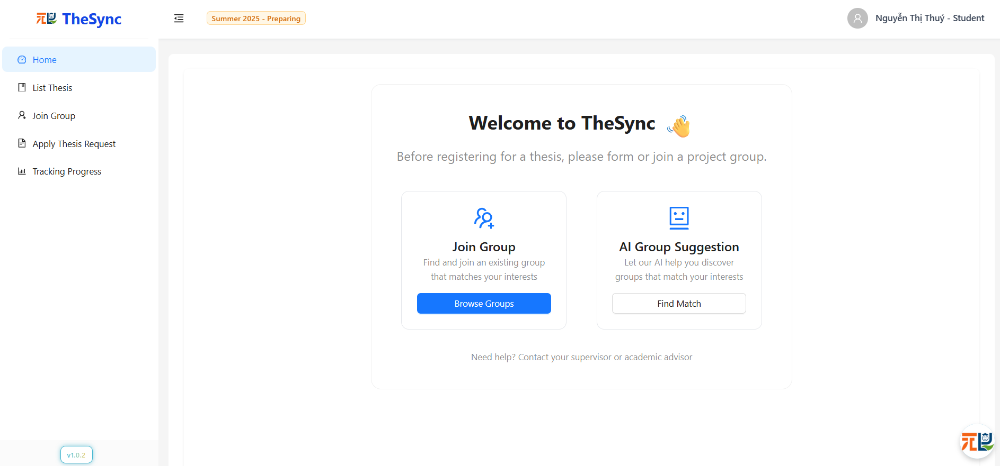 TheSync
Summer 2025 - Preparing
Nguyễn Thị Thuý - Student
Home
List Thesis
Join Group
Apply Thesis Request
Tracking Progress
Welcome to TheSync 👋
Before registering for a thesis, please form or join a project group.
Join Group
Find and join an existing group
that matches your interests
Browse Groups
AI Group Suggestion
Let our AI help you discover
groups that match your interests
Find Match
Need help? Contact your supervisor or academic advisor
v1.0.2